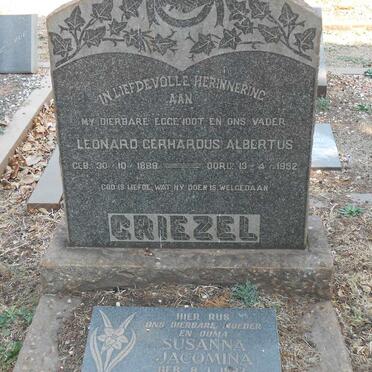 IN LIEFDEVOLLE HERINNERING
AAN
MY DIERBARE EGGENOOT EN ONS VADER
LEONARD GERHARDUS ALBERTUS
GEB: 30-10-1888 OORL: 13-4-1952
GOD IS LIEFDE, WAT HY DOEN IS WELGEDAAN
GRIEZEL
HIER RUS
ONS DIERBARE MOEDER
EN OUMA
SUSANNA
JACOMINA